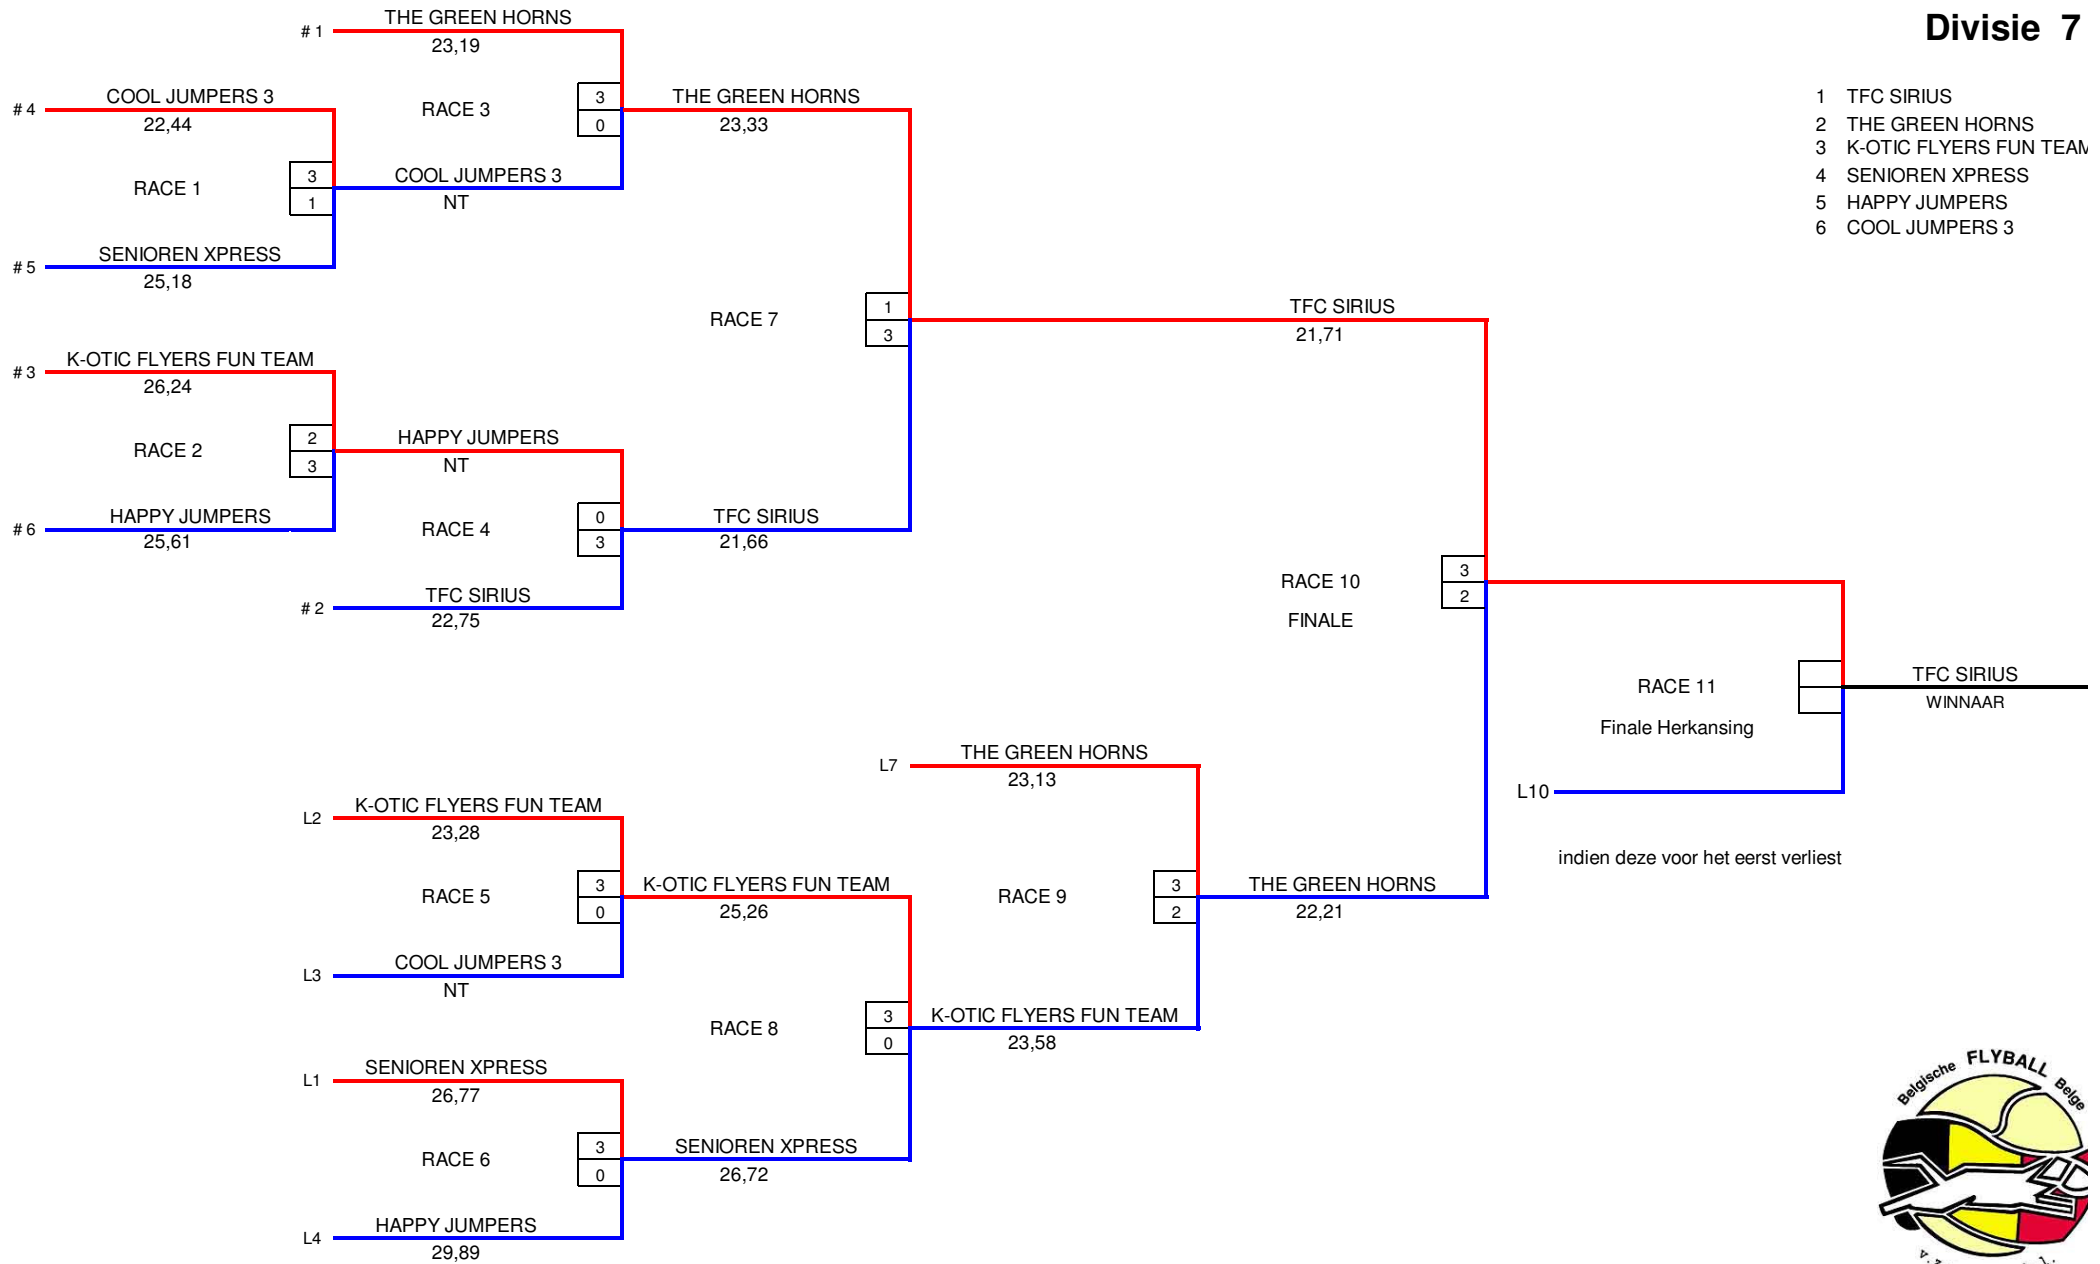 Divisie 7
1 TFC SIRIUS
2 THE GREEN HORNS
3 K-OTIC FLYERS FUN TEAM
4 SENIOREN XPRESS
5 HAPPY JUMPERS
6 COOL JUMPERS 3
# 1 THE GREEN HORNS
23,19
# 4 COOL JUMPERS 3
22,44
RACE 3
3
0
THE GREEN HORNS
23,33
RACE 1
3
1
COOL JUMPERS 3
NT
# 5 SENIOREN XPRESS
25,18
RACE 7
1
3
TFC SIRIUS
21,71
# 3 K-OTIC FLYERS FUN TEAM
26,24
RACE 2
2
3
HAPPY JUMPERS
NT
# 6 HAPPY JUMPERS
25,61
RACE 4
0
3
TFC SIRIUS
21,66
# 2 TFC SIRIUS
22,75
RACE 10
FINALE
3
2
RACE 11
Finale Herkansing
TFC SIRIUS
WINNAAR
L10
indien deze voor het eerst verliest
L7 THE GREEN HORNS
23,13
L2 K-OTIC FLYERS FUN TEAM
23,28
RACE 5
3
0
K-OTIC FLYERS FUN TEAM
25,26
RACE 9
3
2
THE GREEN HORNS
22,21
L3 COOL JUMPERS 3
NT
RACE 8
3
0
K-OTIC FLYERS FUN TEAM
23,58
L1 SENIOREN XPRESS
26,77
RACE 6
3
0
SENIOREN XPRESS
26,72
L4 HAPPY JUMPERS
29,89
Belgische FLYBALL Belge